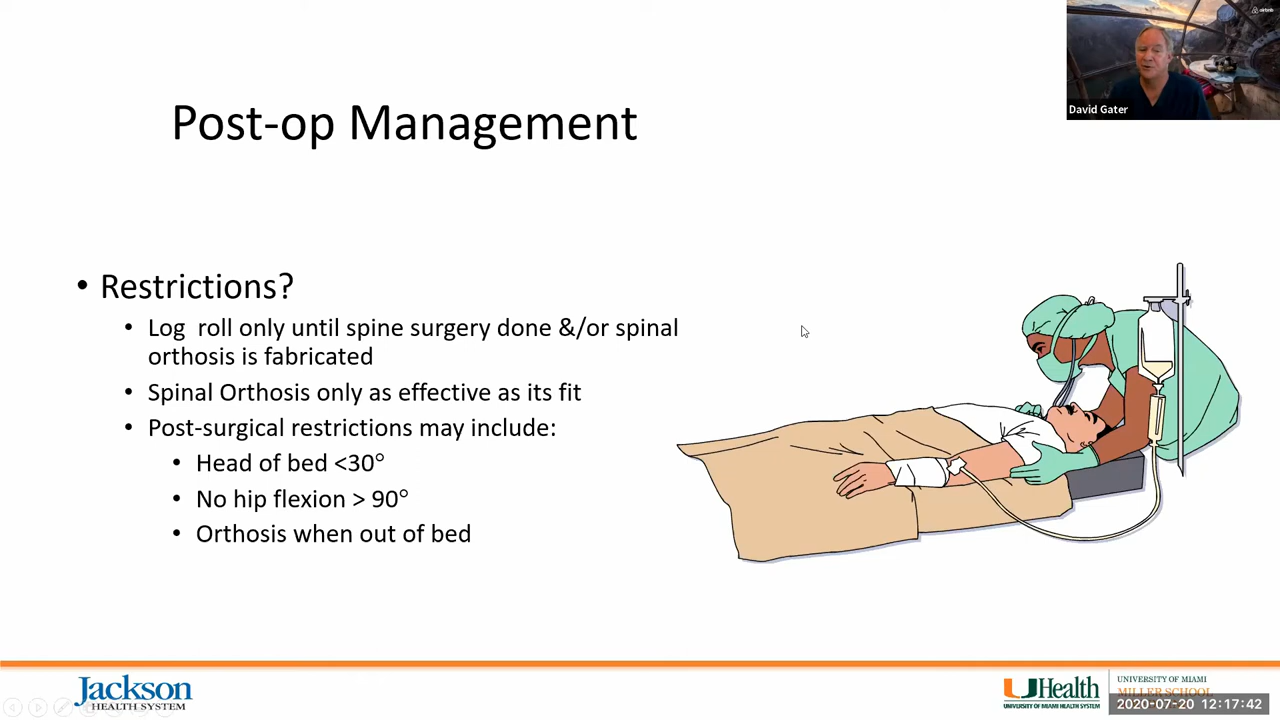 airbnb
David Gater
Post-op Management
• Restrictions?
• Log roll only until spine surgery done &/or spinal
orthosis is fabricated
• Spinal Orthosis only as effective as its fit
• Post-surgical restrictions may include:
• Head of bed <30°
• No hip flexion > 90°
• Orthosis when out of bed
Jackson
HEALTH SYSTEM
UHealth
UNIVERSITY OF MIAMI HEALTH SYSTEM
UNIVERSITY OF MIAMI
MILLER SCHOOL
2020-07-20 12:17:42